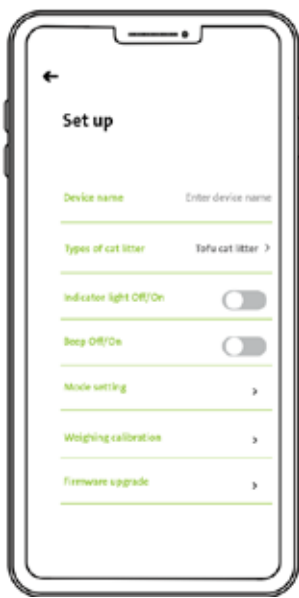 Set up
Device name Enter device name
Types of cat litter Tofu cat litter >
Indicator light Off/On
Beep Off/On
Mode setting >
Weighing calibration >
Firmware upgrade >